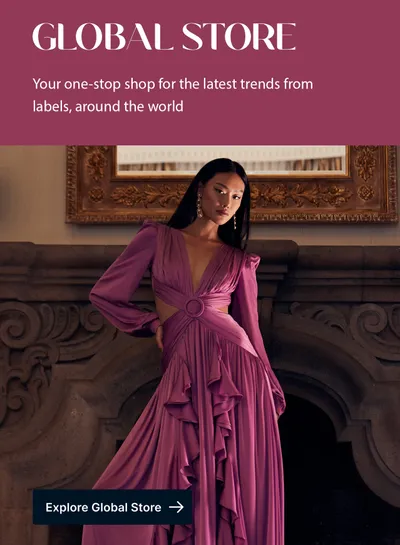 GLOBAL STORE
Your one-stop shop for the latest trends from
labels, around the world
Explore Global Store